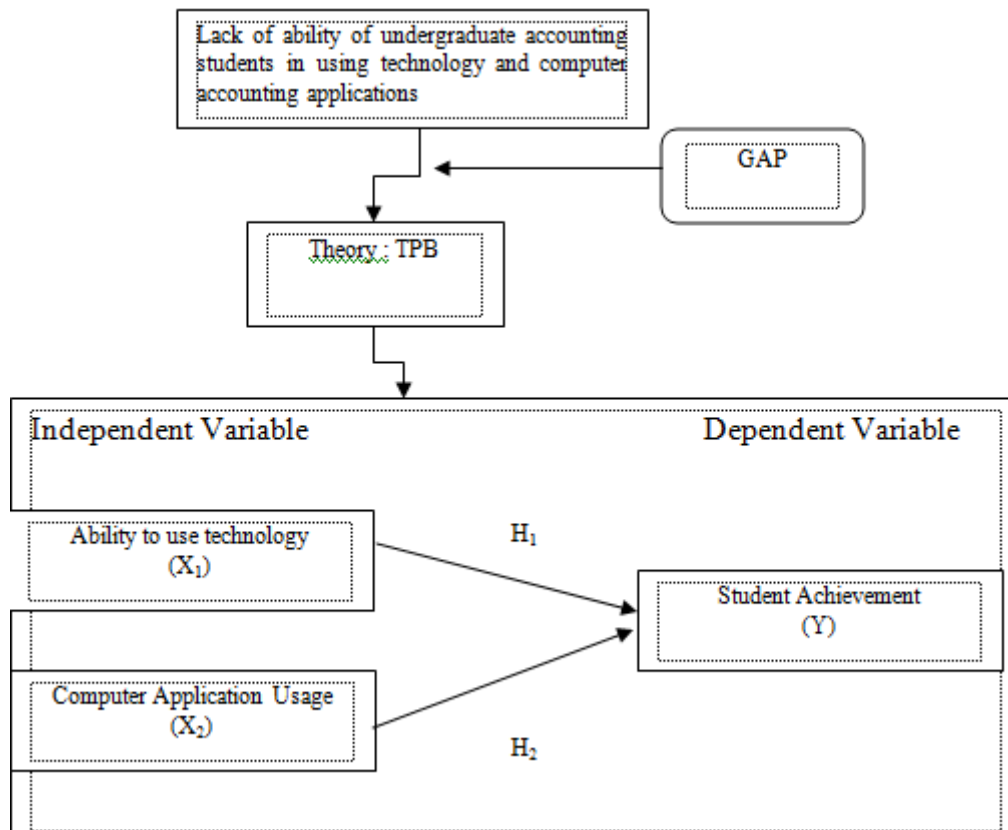 Lack of ability of undergraduate accounting
students in using technology and computer
accounting applications
GAP
Theory : TPB
Independent Variable
Dependent Variable
Ability to use technology
(X₁)
H₁
Student Achievement
(Y)
Computer Application Usage
(X₂)
H₂